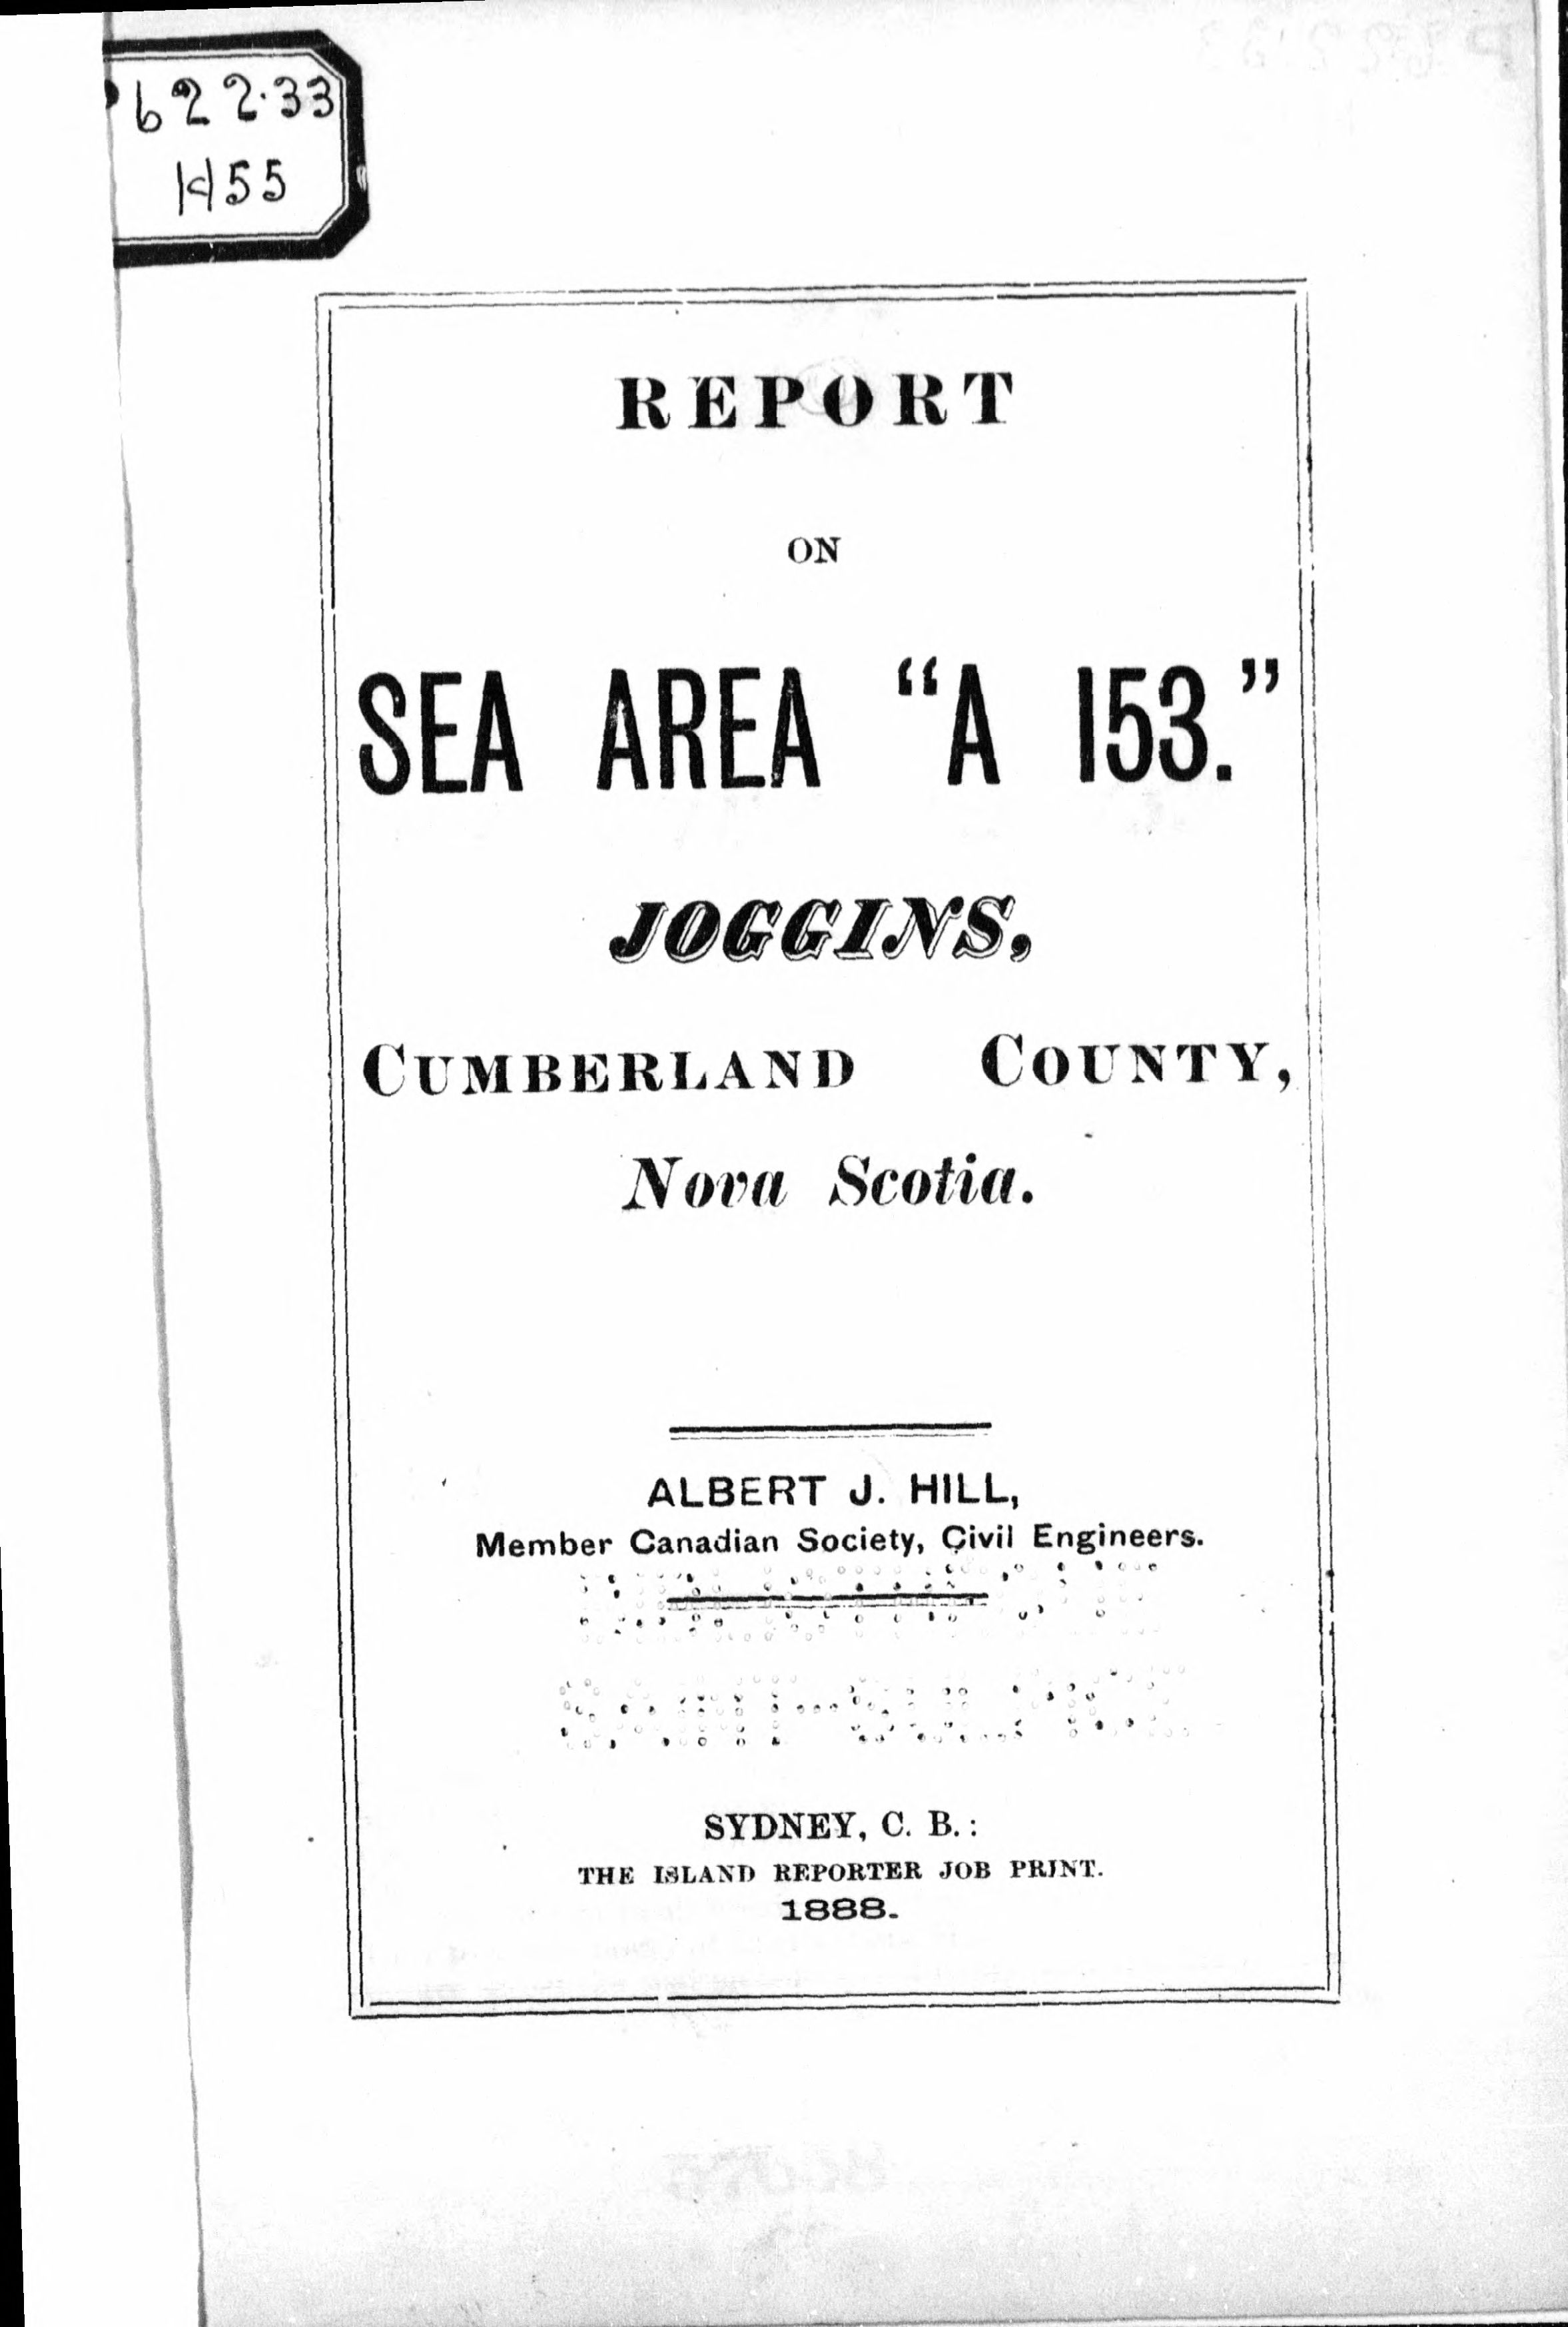 622.33
H55
REPORT
ON
SEA AREA “A 153.”
JOGGINS,
CUMBERLAND COUNTY,
Nova Scotia.
ALBERT J. HILL,
Member Canadian Society, Civil Engineers.
SYDNEY, C. B.:
THE ISLAND REPORTER JOB PRINT.
1888.